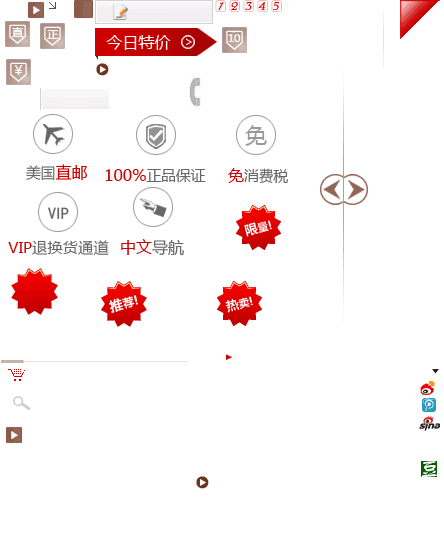 1 2 3 4 5
直 正
今日特价
10
¥
免
美国直邮
100%正品保证
免消费税
VIP
限量!
VIP退换货通道
中文导航
推荐!
热卖!
sina